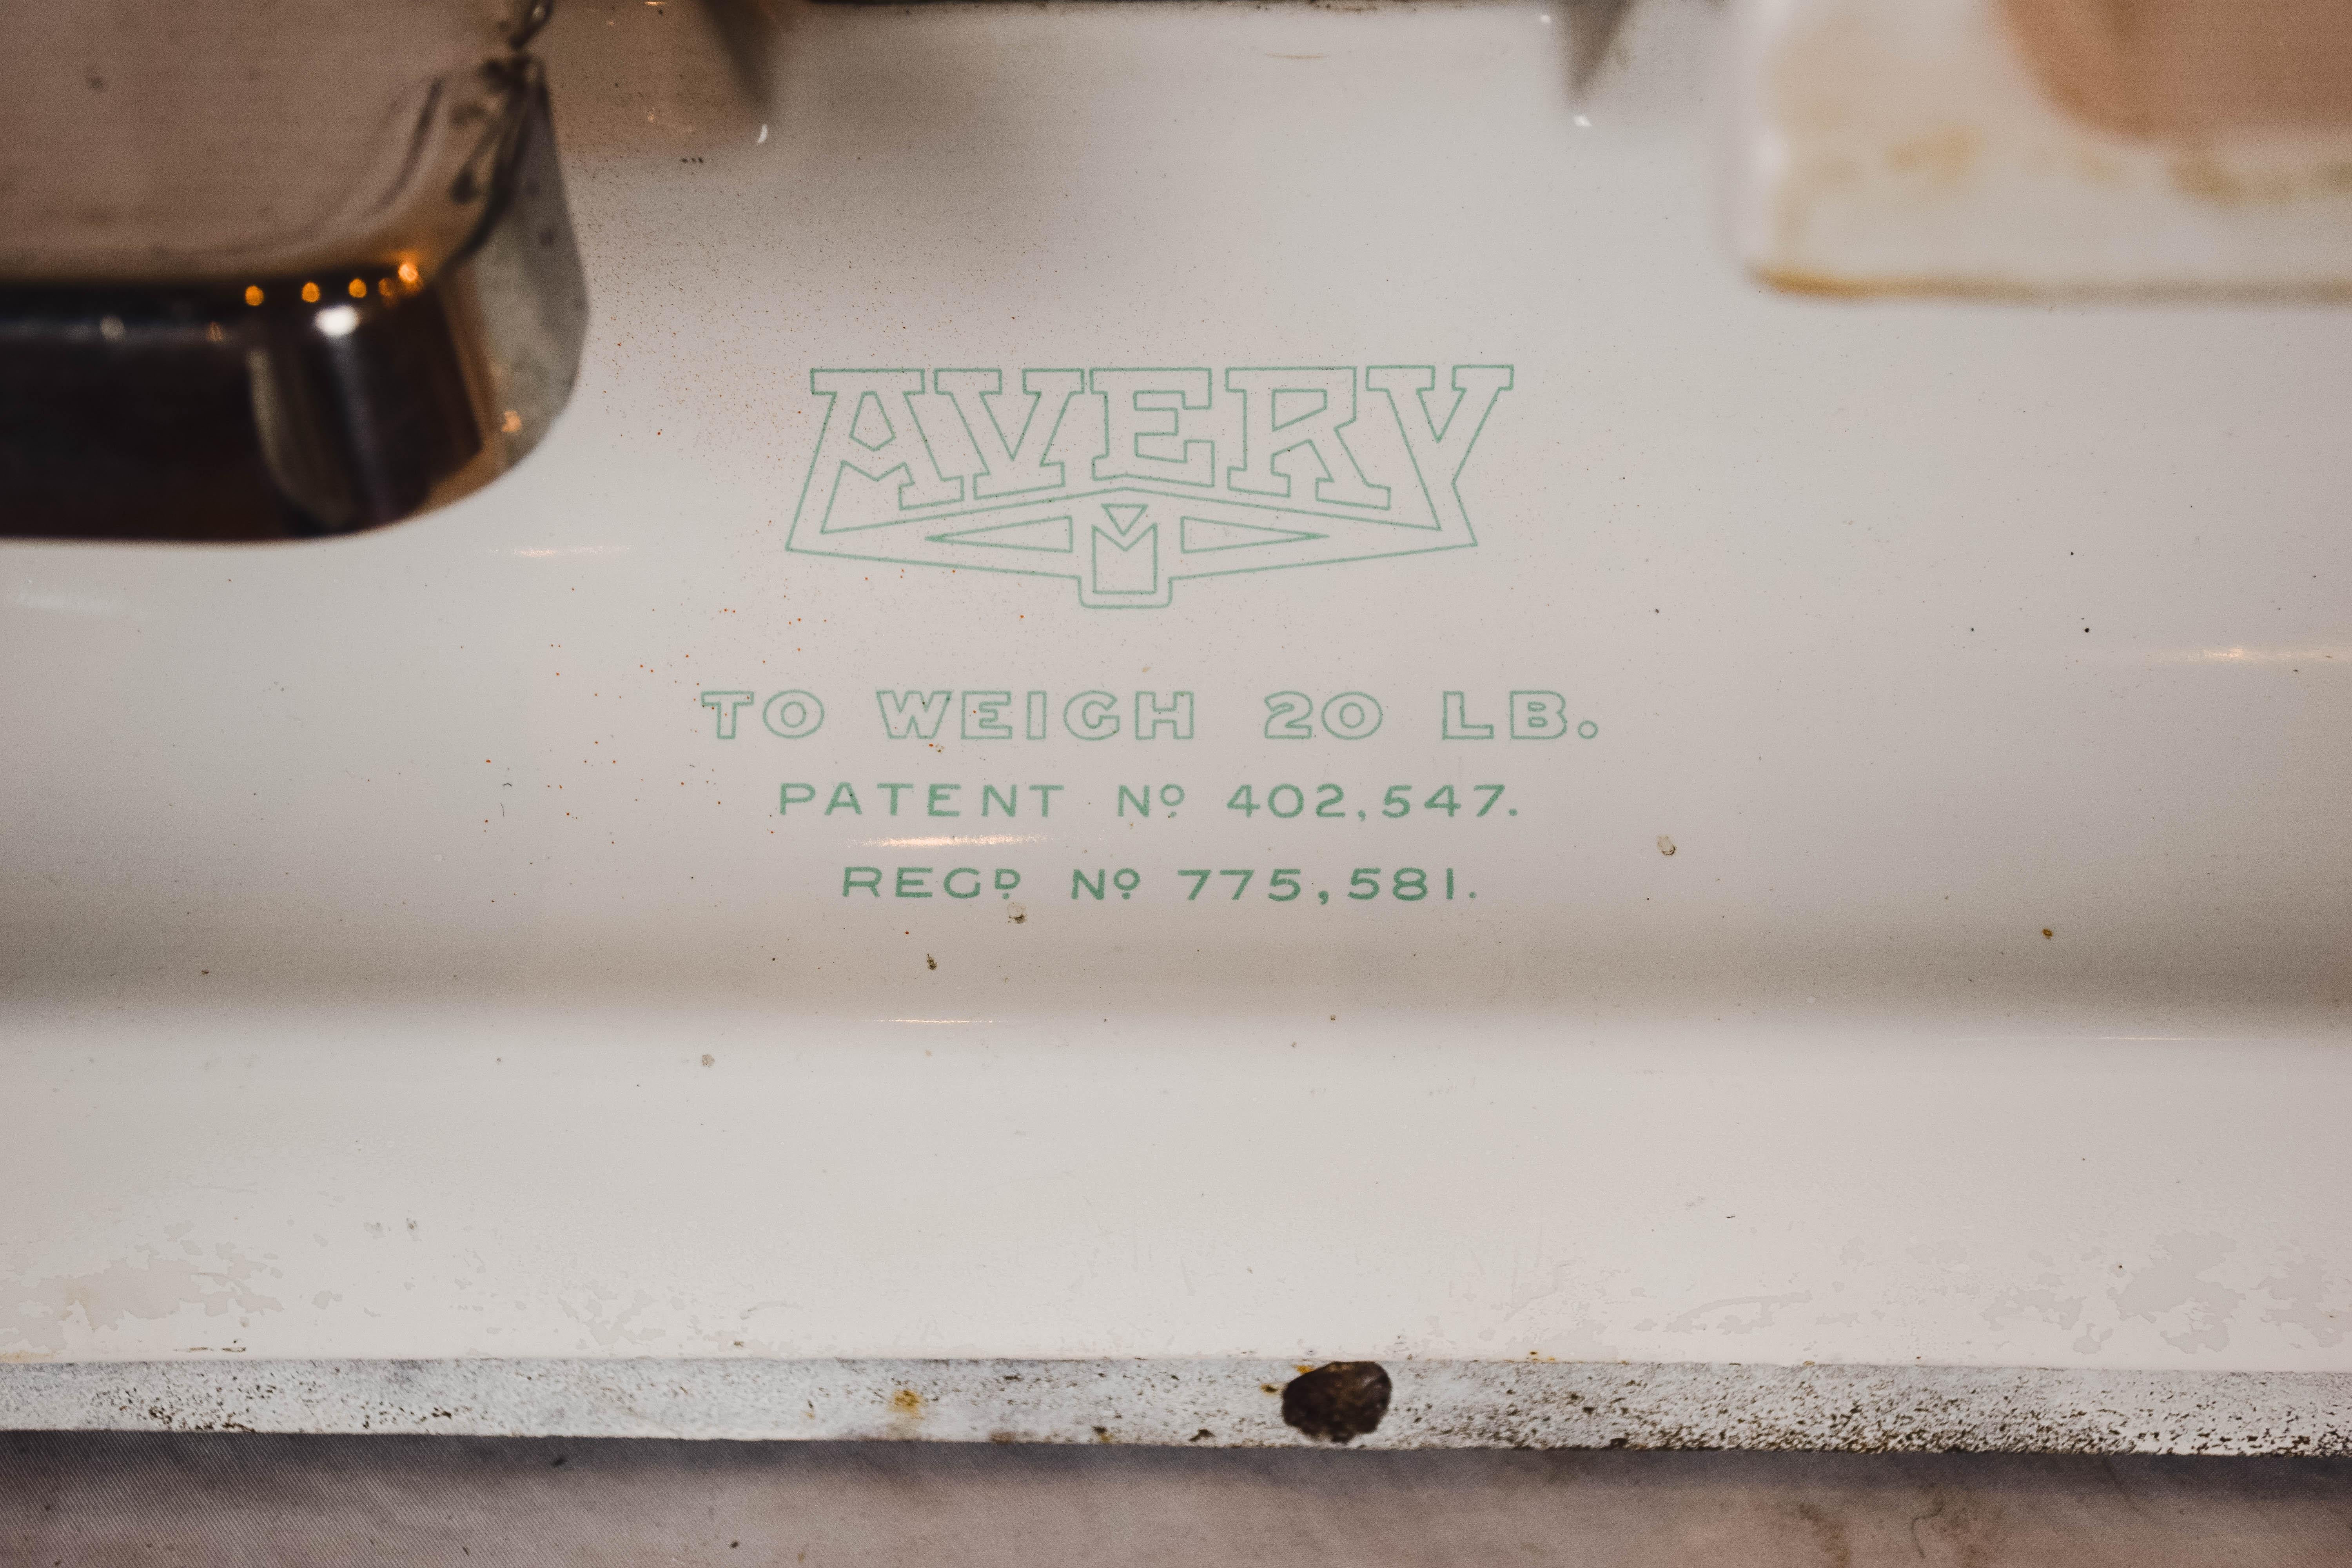 AVERY
TO WEIGH 20 LB.
PATENT Nº 402,547.
REGD Nº 775,581.